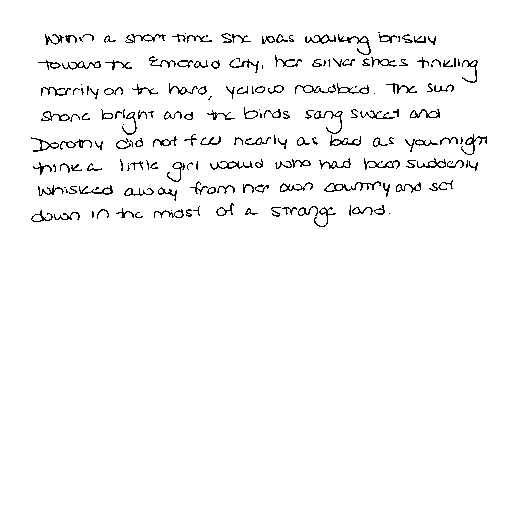 Within a short time she was walking briskly
toward the Emerald City, her silver shoes tinkling
merrily on the hard, yellow roadbed. The sun
shone bright and the birds sang sweet and
Dorothy did not feel nearly as bad as you might
think a little girl would who had been suddenly
whisked away from her own country and set
down in the midst of a strange land.